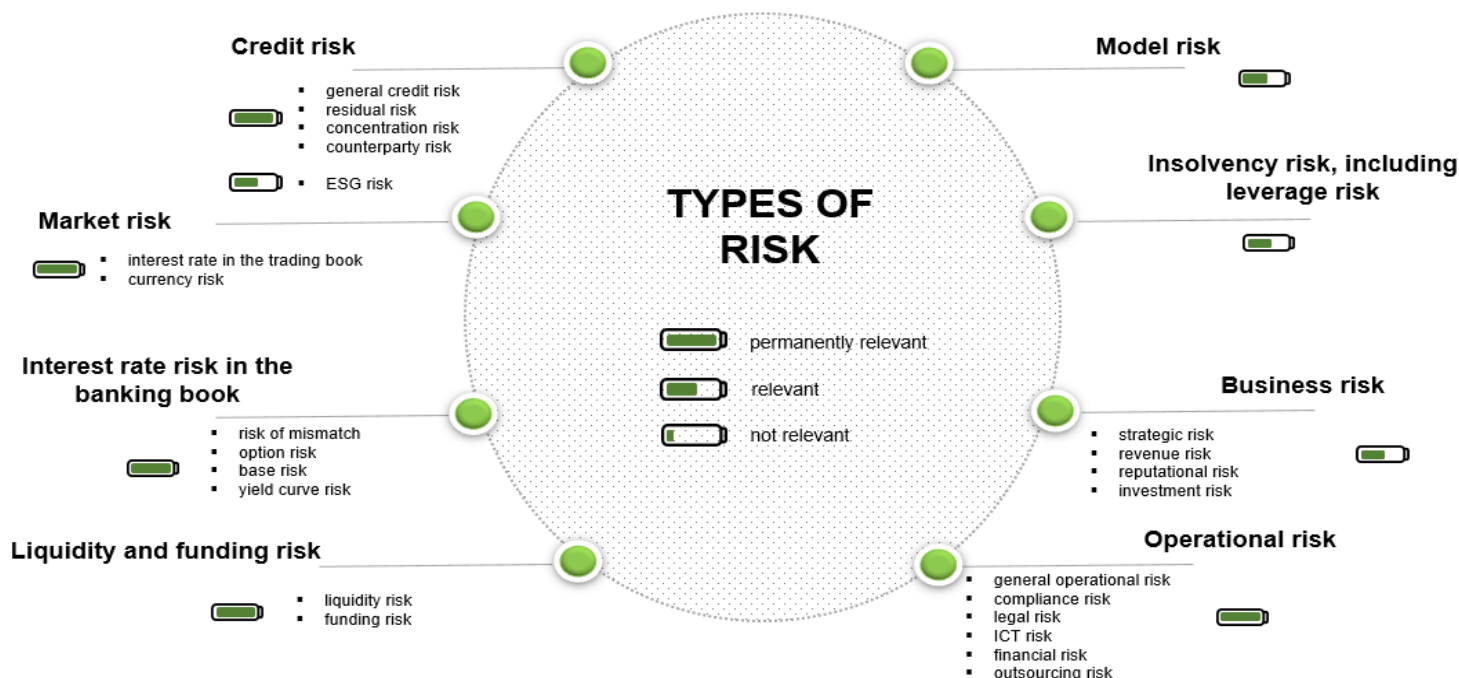 Credit risk
▪ general credit risk
▪ residual risk
▪ concentration risk
▪ counterparty risk
▪ ESG risk
Market risk
▪ interest rate in the trading book
▪ currency risk
Interest rate risk in the
banking book
▪ risk of mismatch
▪ option risk
▪ base risk
▪ yield curve risk
Liquidity and funding risk
▪ liquidity risk
▪ funding risk
TYPES OF
RISK
permanently relevant
relevant
not relevant
Model risk
Insolvency risk, including
leverage risk
Business risk
▪ strategic risk
▪ revenue risk
▪ reputational risk
▪ investment risk
Operational risk
▪ general operational risk
▪ compliance risk
▪ legal risk
▪ ICT risk
▪ financial risk
▪ outsourcing risk